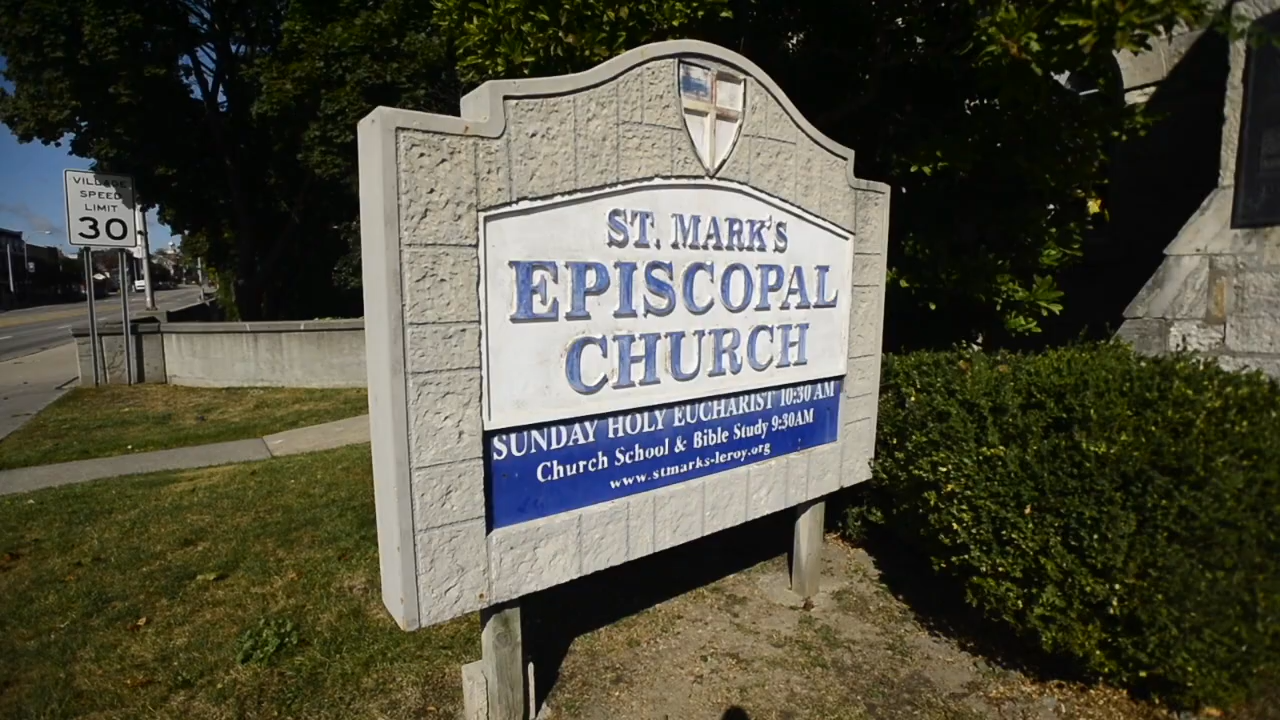 VILLAGE
SPEED
LIMIT
30
ST. MARK'S
EPISCOPAL
CHURCH
SUNDAY HOLY EUCHARIST 10:30 AM
Church School & Bible Study 9:30AM
www.stmarks-leroy.org